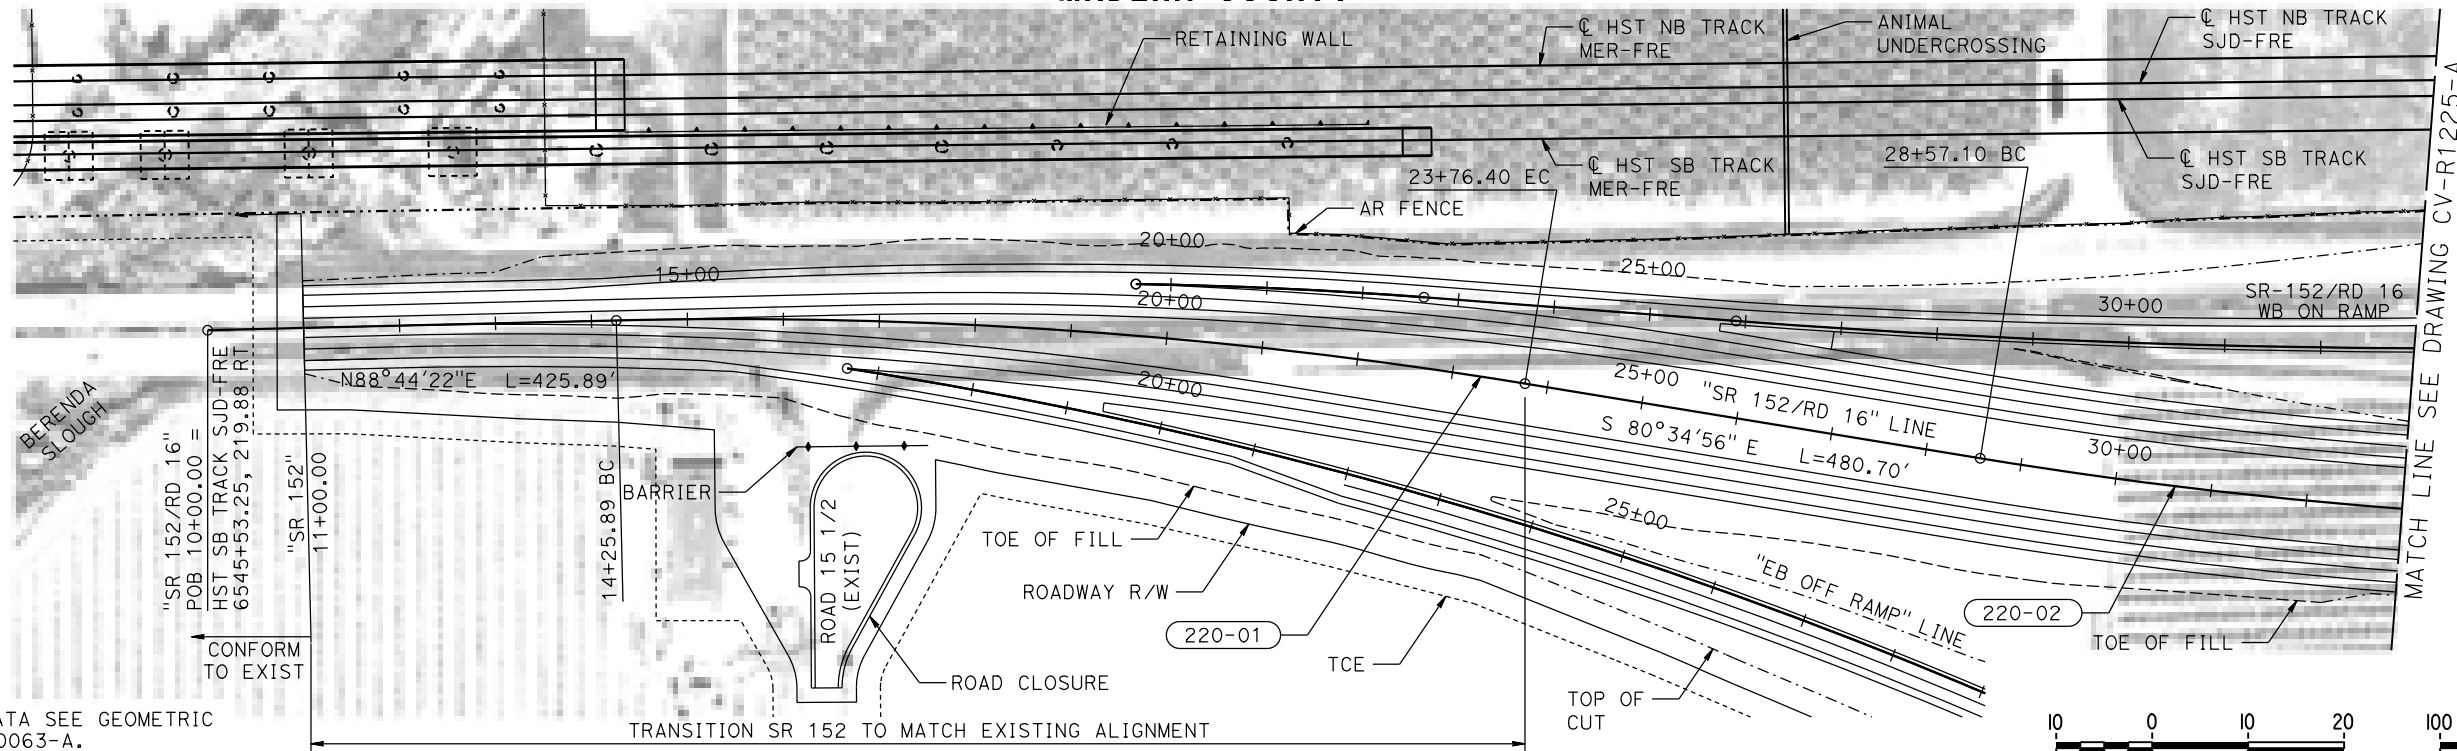 RETAINING WALL
℄ HST NB TRACK
MER-FRE
ANIMAL
UNDERCROSSING
℄ HST NB TRACK
SJD-FRE
℄ HST SB TRACK
MER-FRE
28+57.10 BC
℄ HST SB TRACK
SJD-FRE
23+76.40 EC
AR FENCE
20+00
15+00
25+00
20+00
30+00
SR-152/RD 16
WB ON RAMP
MATCH LINE SEE DRAWING CV-R1225-A
N88°44'22"E L=425.89'
20+00
25+00
"SR 152/RD 16" LINE
S 80°34'56" E L=480.70'
30+00
BERENDA
SLOUGH
"SR 152/RD 16"
POB 10+00.00 =
HST SB TRACK SJD-FRE
6545+53.25, 219.88 RT
"SR 152"
11+00.00
14+25.89 BC
BARRIER
ROAD 15 1/2
(EXIST)
TOE OF FILL
25+00
ROADWAY R/W
"EB OFF RAMP" LINE
220-01
220-02
TOE OF FILL
CONFORM
TO EXIST
TCE
ROAD CLOSURE
TOP OF
CUT
TRANSITION SR 152 TO MATCH EXISTING ALIGNMENT
ATA SEE GEOMETRIC
0063-A.
10 0 10 20 100